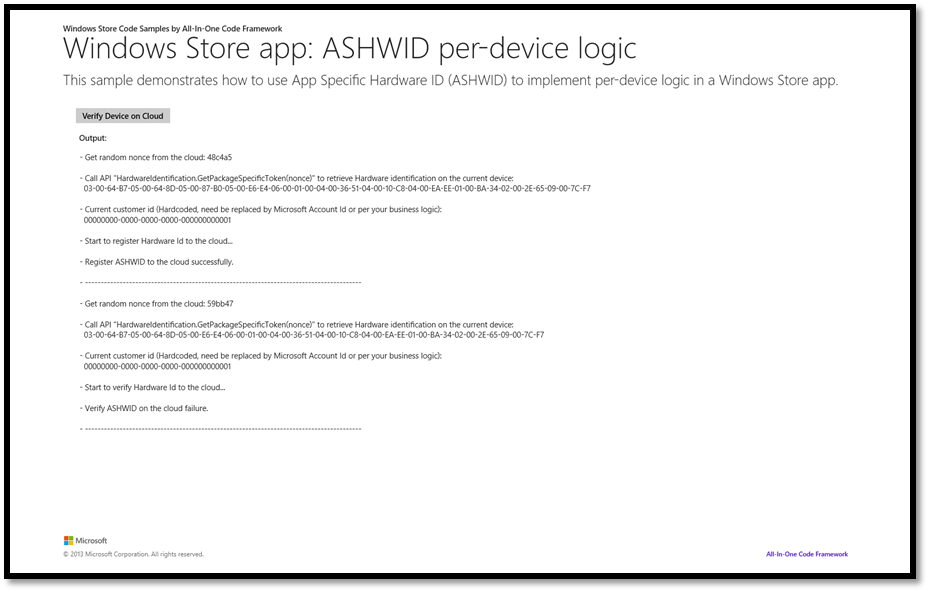 Windows Store Code Samples by All-In-One Code Framework
Windows Store app: ASHWID per-device logic
This sample demonstrates how to use App Specific Hardware ID (ASHWID) to implement per-device logic in a Windows Store app.
Verify Device on Cloud
Output:
- Get random nonce from the cloud: 48c4a5
- Call API "HardwareIdentification.GetPackageSpecificToken(nonce)" to retrieve Hardware identification on the current device:
03-00-64-B7-05-00-64-8D-05-00-87-B0-05-00-E6-E4-06-00-01-00-04-00-36-51-04-00-10-C8-04-00-EA-EE-01-00-BA-34-02-00-2E-65-09-00-7C-F7
- Current customer id (Hardcoded, need be replaced by Microsoft Account Id or per your business logic):
00000000-0000-0000-0000-000000000001
- Start to register Hardware Id to the cloud...
- Register ASHWID to the cloud successfully.
- ----------------------------------------------------------------------------------------
- Get random nonce from the cloud: 59bb47
- Call API "HardwareIdentification.GetPackageSpecificToken(nonce)" to retrieve Hardware identification on the current device:
03-00-64-B7-05-00-64-8D-05-00-E6-E4-06-00-01-00-04-00-36-51-04-00-10-C8-04-00-EA-EE-01-00-BA-34-02-00-2E-65-09-00-7C-F7
- Current customer id (Hardcoded, need be replaced by Microsoft Account Id or per your business logic):
00000000-0000-0000-0000-000000000001
- Start to verify Hardware Id to the cloud...
- Verify ASHWID on the cloud failure.
- ----------------------------------------------------------------------------------------
Microsoft
© 2013 Microsoft Corporation. All rights reserved.
All-In-One Code Framework